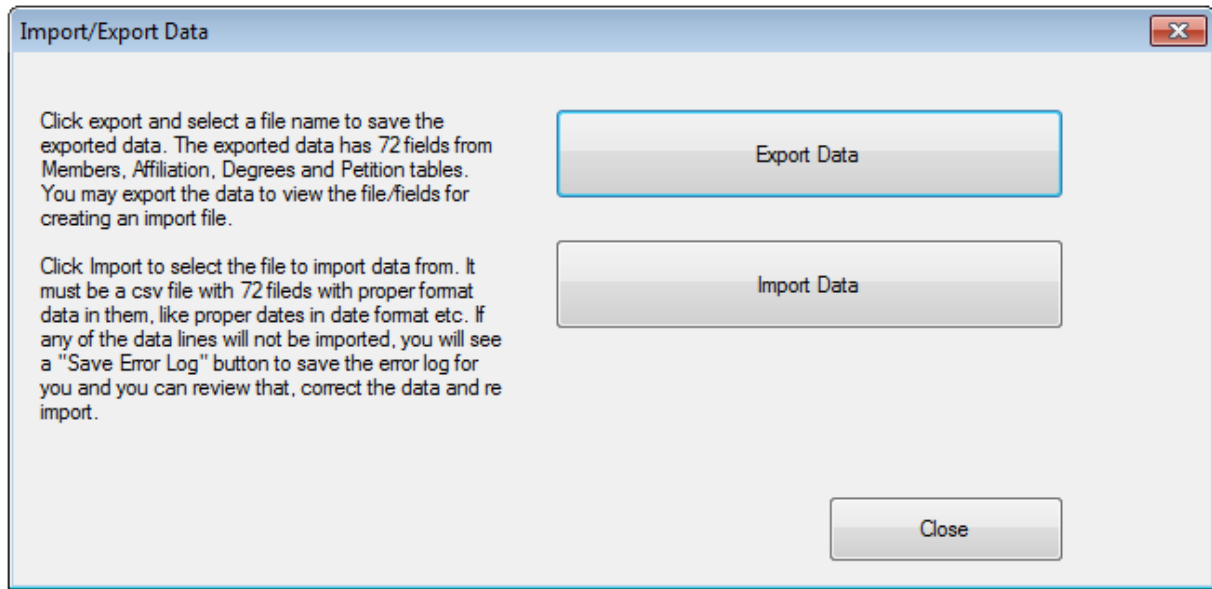 Import/Export Data
Click export and select a file name to save the
exported data. The exported data has 72 fields from
Members, Affiliation, Degrees and Petition tables.
You may export the data to view the file/fields for
creating an import file.
Click Import to select the file to import data from. It
must be a csv file with 72 fileds with proper format
data in them, like proper dates in date format etc. If
any of the data lines will not be imported, you will see
a "Save Error Log" button to save the error log for
you and you can review that, correct the data and re
import.
Export Data
Import Data
Close